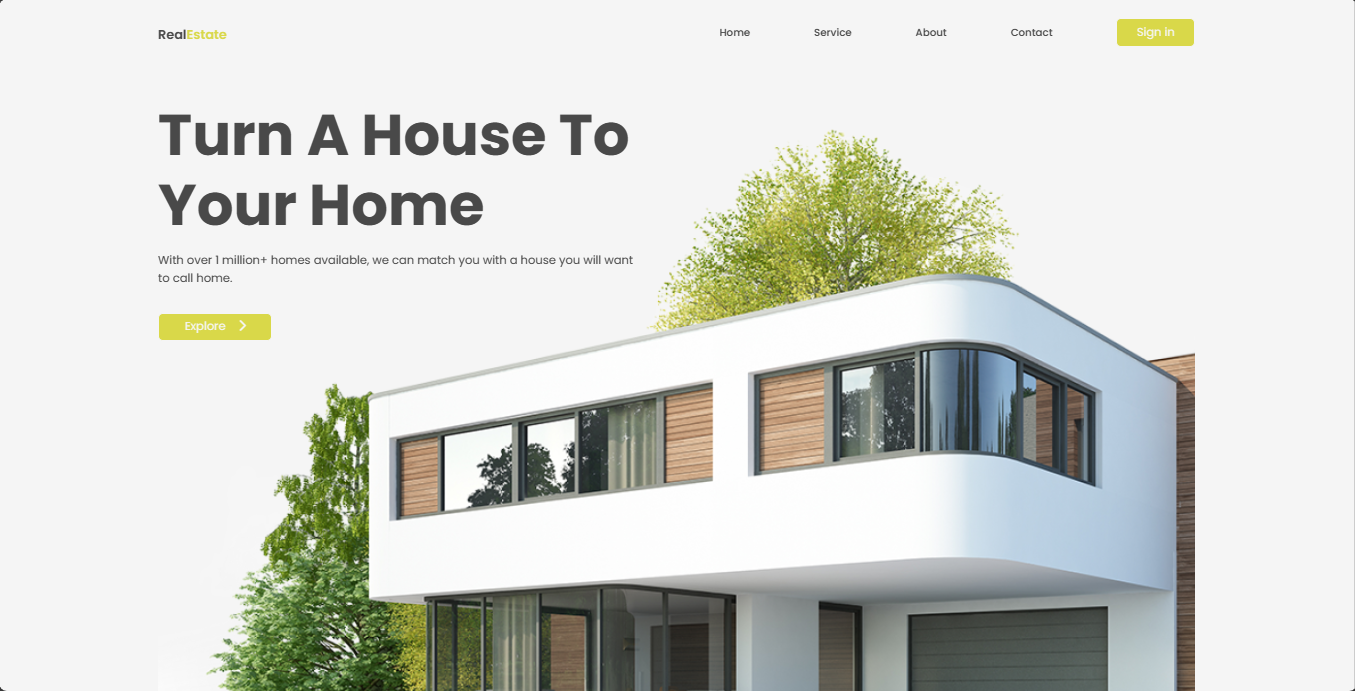 RealEstate
Home
Service
About
Contact
Sign in
Turn A House To
Your Home
With over 1 million+ homes available, we can match you with a house you will want
to call home.
Explore